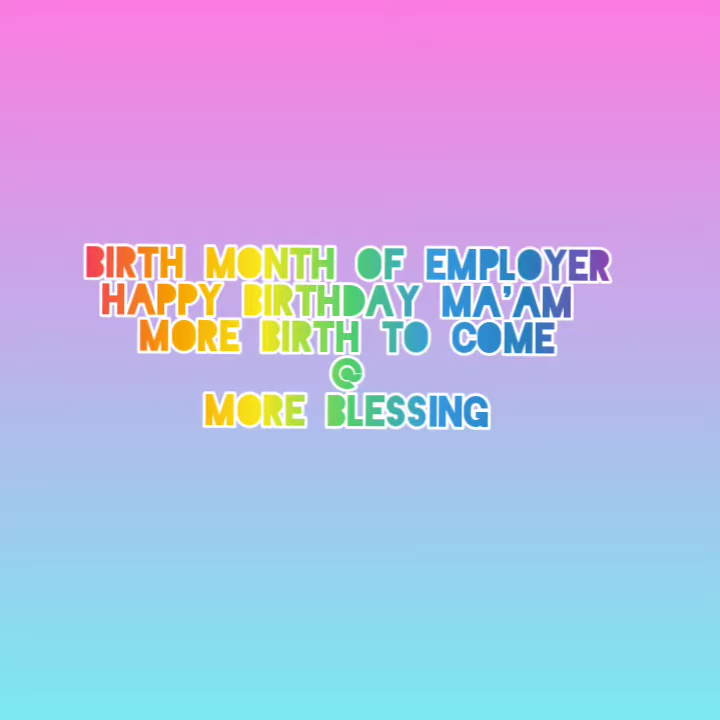 BIRTH MONTH OF EMPLOYER
HAPPY BIRTHDAY MA'AM
MORE BIRTH TO COME
@
MORE BLESSING